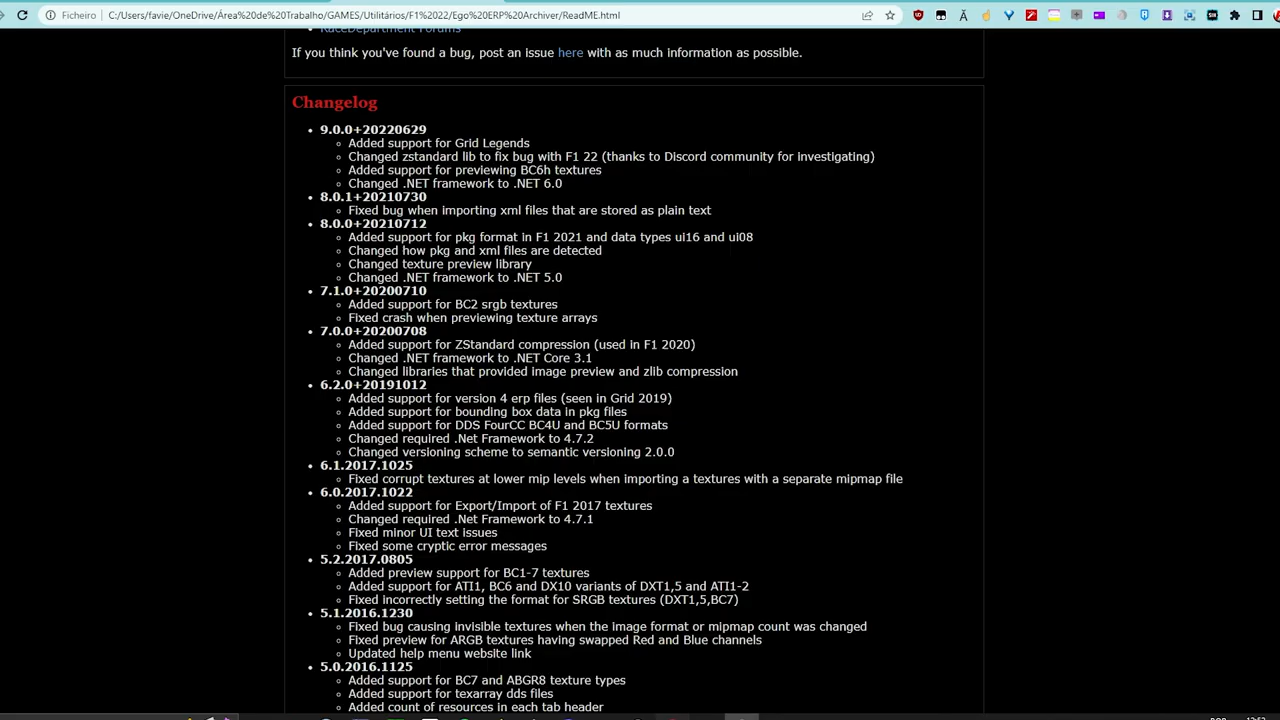 Ficheiro | C:/Users/favie/OneDrive/Área%20de%20Trabalho/GAMES/Utilitários/F1%2022/Ego%20ERP%20Archiver/ReadME.html
RaceDepartment Forums
If you think you've found a bug, post an issue here with as much information as possible.
Changelog
9.0.0+20220629
Added support for Grid Legends
Changed zstandard lib to fix bug with F1 22 (thanks to Discord community for investigating)
Added support for previewing BC6h textures
Changed .NET framework to .NET 6.0
8.0.1+20210730
Fixed bug when importing xml files that are stored as plain text
8.0.0+20210712
Added support for pkg format in F1 2021 and data types ui16 and ui08
Changed how pkg and xml files are detected
Changed texture preview library
Changed .NET framework to .NET 5.0
7.1.0+20200710
Added support for BC2 srgb textures
Fixed crash when previewing texture arrays
7.0.0+20200708
Added support for ZStandard compression (used in F1 2020)
Changed .NET framework to .NET Core 3.1
Changed libraries that provided image preview and zlib compression
6.2.0+20191012
Added support for version 4 erp files (seen in Grid 2019)
Added support for bounding box data in pkg files
Added support for DDS FourCC BC4U and BC5U formats
Changed required .Net Framework to 4.7.2
Changed versioning scheme to semantic versioning 2.0.0
6.1.2017.1025
Fixed corrupt textures at lower mip levels when importing a textures with a separate mipmap file
6.0.2017.1022
Added support for Export/Import of F1 2017 textures
Changed required .Net Framework to 4.7.1
Fixed minor UI text issues
Fixed some cryptic error messages
5.2.2017.0805
Added preview support for BC1-7 textures
Added support for ATI1, BC6 and DX10 variants of DXT1,5 and ATI1-2
Fixed incorrectly setting the format for SRGB textures (DXT1,5,BC7)
5.1.2016.1230
Fixed bug causing invisible textures when the image format or mipmap count was changed
Fixed preview for ARGB textures having swapped Red and Blue channels
Updated help menu website link
5.0.2016.1125
Added support for BC7 and ABGR8 texture types
Added support for texarray dds files
Added count of resources in each tab header